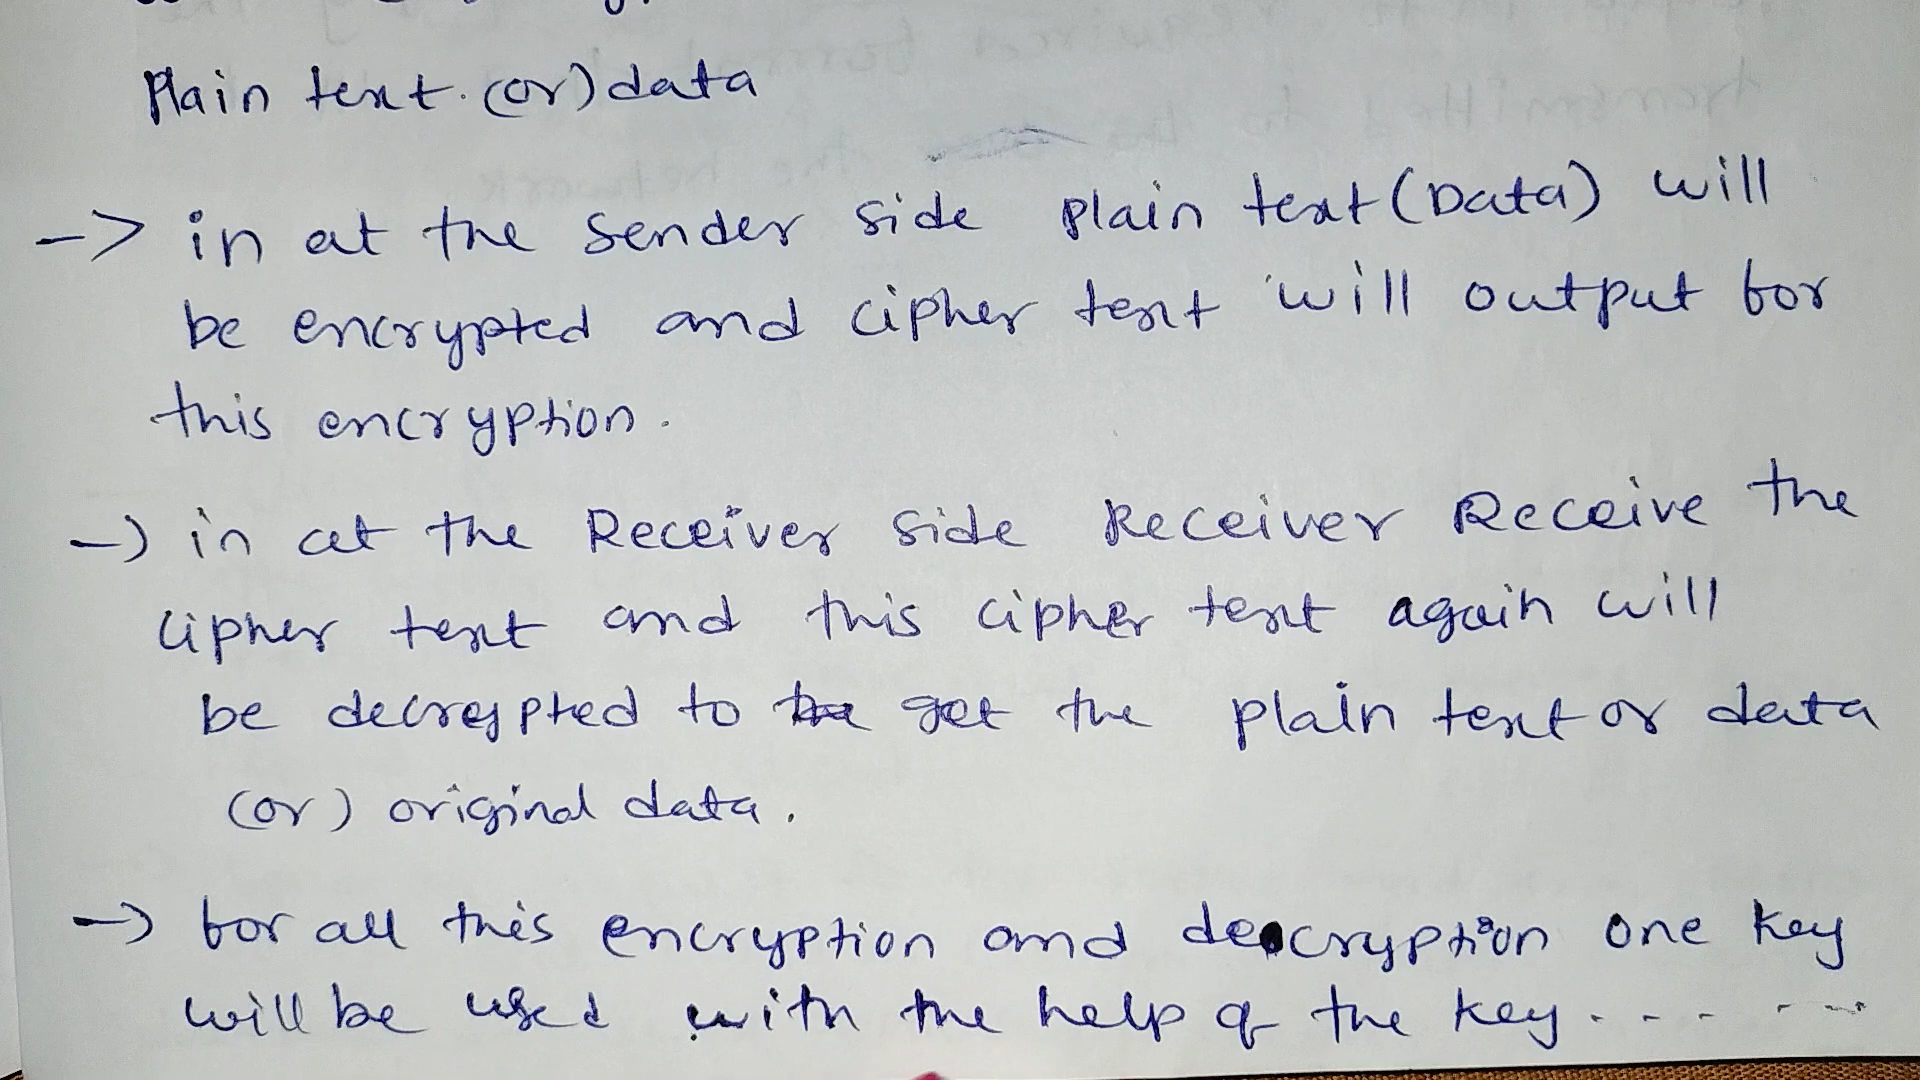 Plain text. (or) data
-> in at the sender side plain text (Data) will
be encrypted and cipher text will output for
this encryption.
-> in at the Receiver side Receiver Receive the
cipher text and this cipher text again will
be decrypted to the get the plain text or data
(or) original data.
-> for all this encryption and decryption one key
will be used with the help of the key. - - - - -